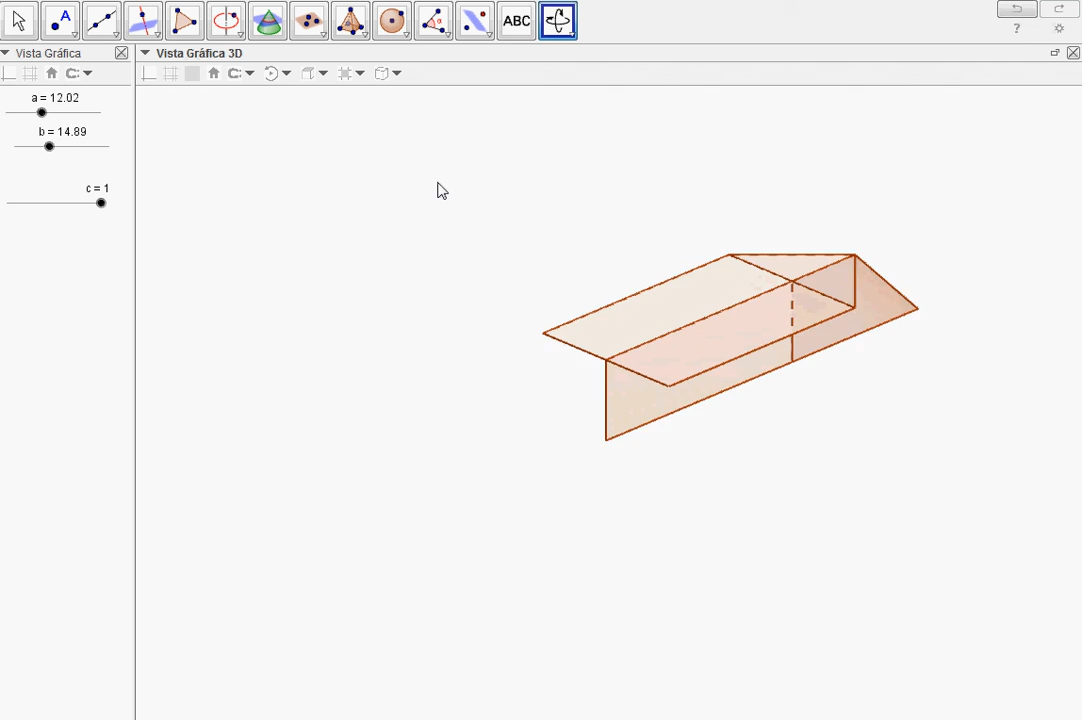 A
α
ABC
?
Vista Gráfica
Vista Gráfica 3D
a = 12.02
b = 14.89
c = 1